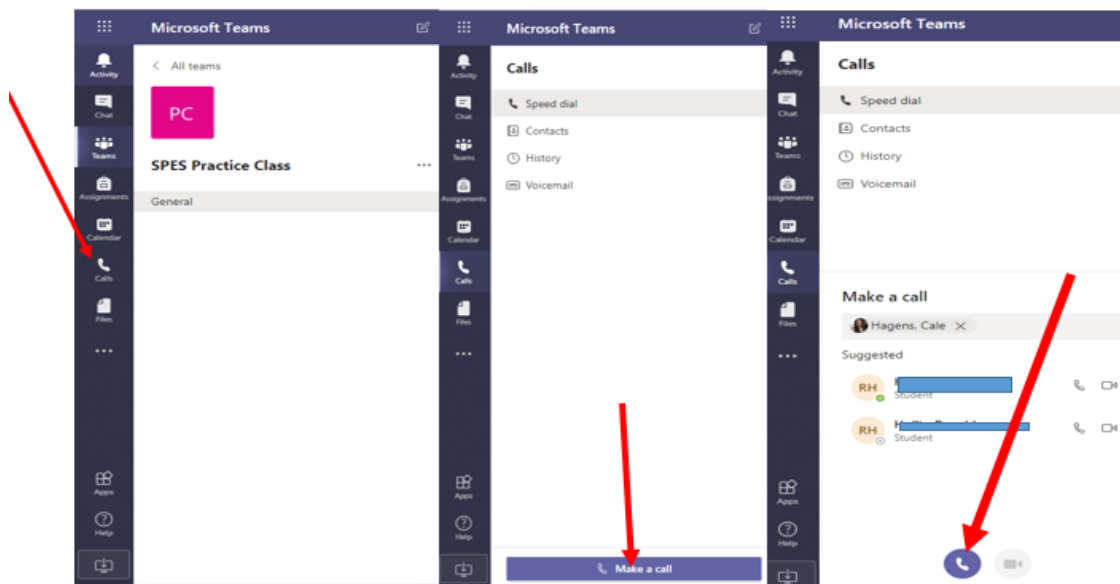 Microsoft Teams
Activity
Chat
Teams
Assignments
Calendar
Calls
Files
...
Apps
Help
< All teams
PC
SPES Practice Class
...
General
Microsoft Teams
Activity
Chat
Teams
Assignments
Calendar
Calls
Files
...
Apps
Help
Calls
Speed dial
Contacts
History
Voicemail
Make a call
Microsoft Teams
Activity
Chat
Teams
ssignments
Calendar
Calls
Files
...
Apps
Help
Calls
Speed dial
Contacts
History
Voicemail
Make a call
Hagens, Cale
Suggested
RH
Student
RH
Student